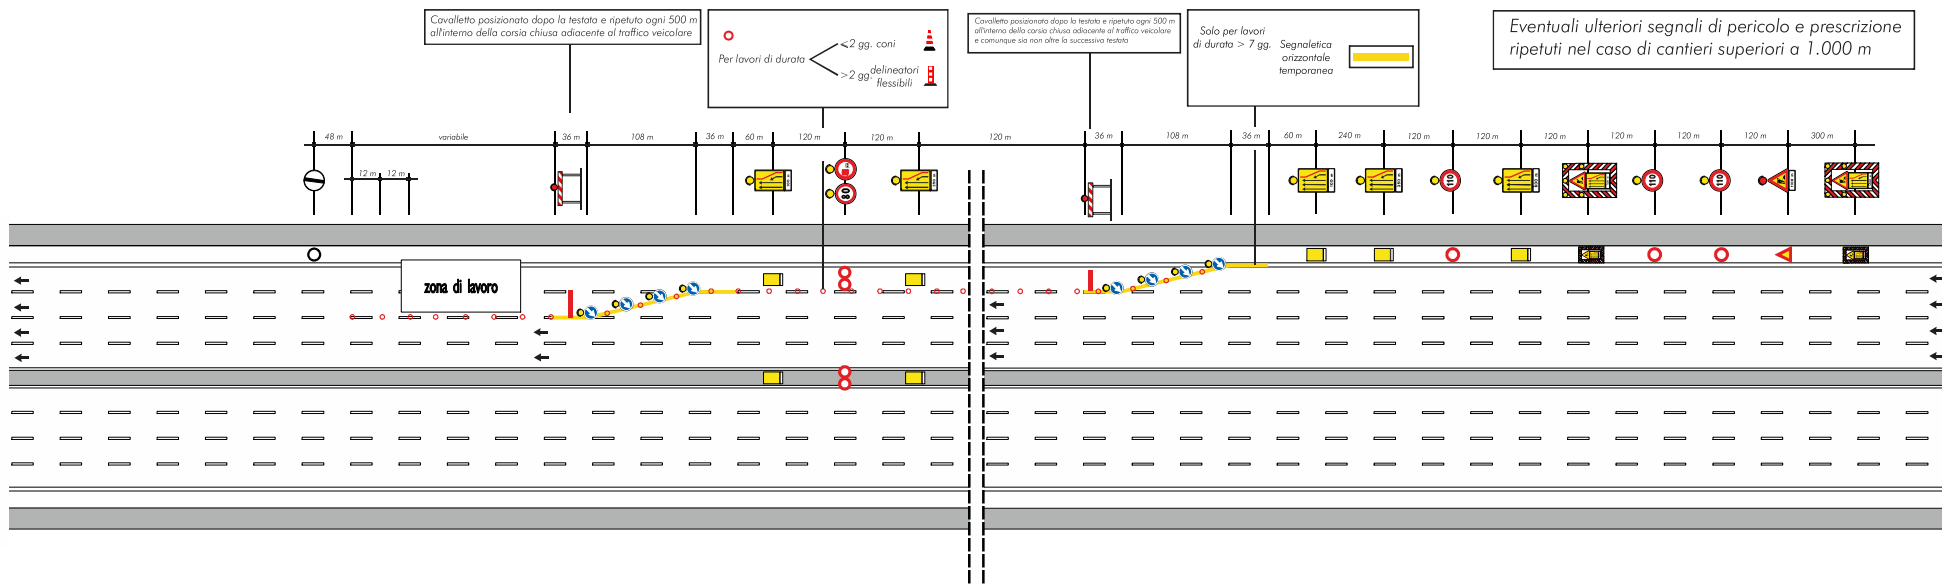 Cavalletto posizionato dopo la testata e ripetuto ogni 500 m
all'interno della corsia chiusa adiacente al traffico veicolare
Per lavori di durata
<2 gg. coni
>2 gg. delineatori
flessibili
Cavalletto posizionato dopo la testata e ripetuto ogni 500 m
all'interno della corsia chiusa adiacente al traffico veicolare
e comunque sia non oltre la successiva testata
Solo per lavori
di durata > 7 gg.
Segnaletica
orizzontale
temporanea
Eventuali ulteriori segnali di pericolo e prescrizione
ripetuti nel caso di cantieri superiori a 1.000 m
48 m variabile 36 m 108 m 36 m 60 m 120 m 120 m 120 m 36 m 108 m 36 m 60 m 240 m 120 m 120 m 120 m 120 m 120 m 120 m 300 m
12 m 12 m
80
110
110
110
zona di lavoro